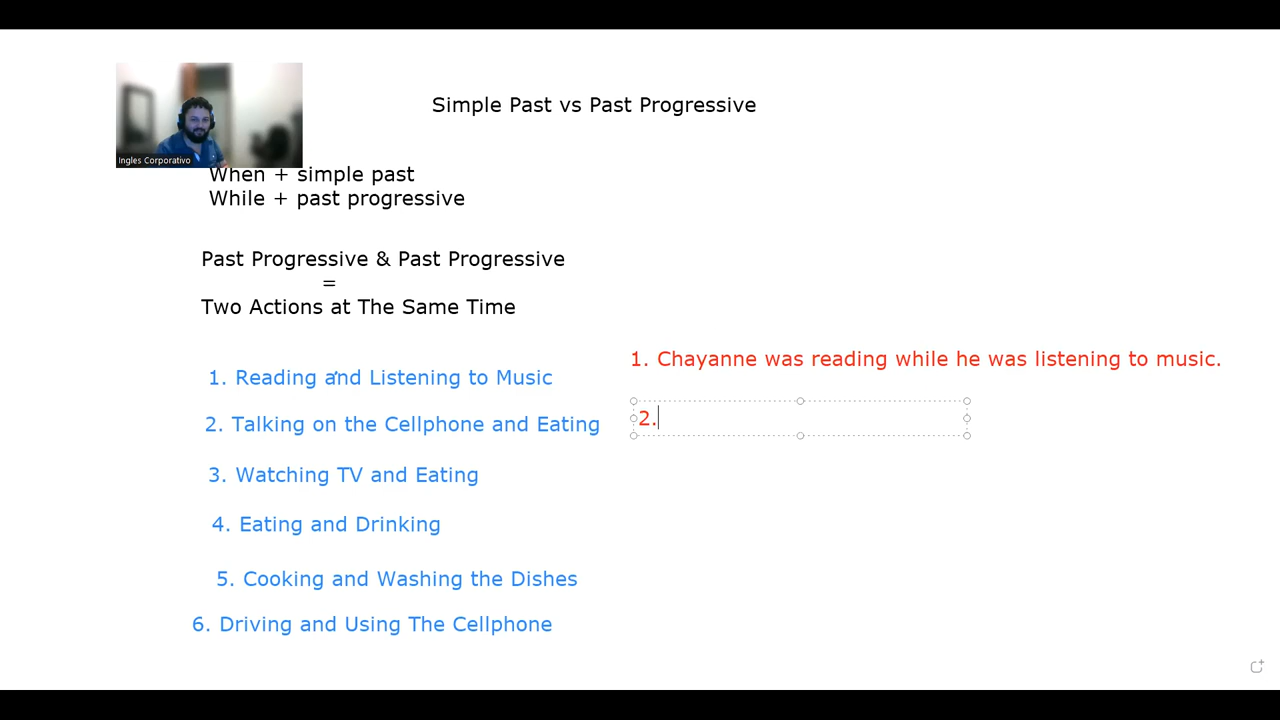 Simple Past vs Past Progressive
Ingles Corporativo
When + simple past
While + past progressive
Past Progressive & Past Progressive
=
Two Actions at The Same Time
1. Reading and Listening to Music
2. Talking on the Cellphone and Eating
3. Watching TV and Eating
4. Eating and Drinking
5. Cooking and Washing the Dishes
6. Driving and Using The Cellphone
1. Chayanne was reading while he was listening to music.
2.